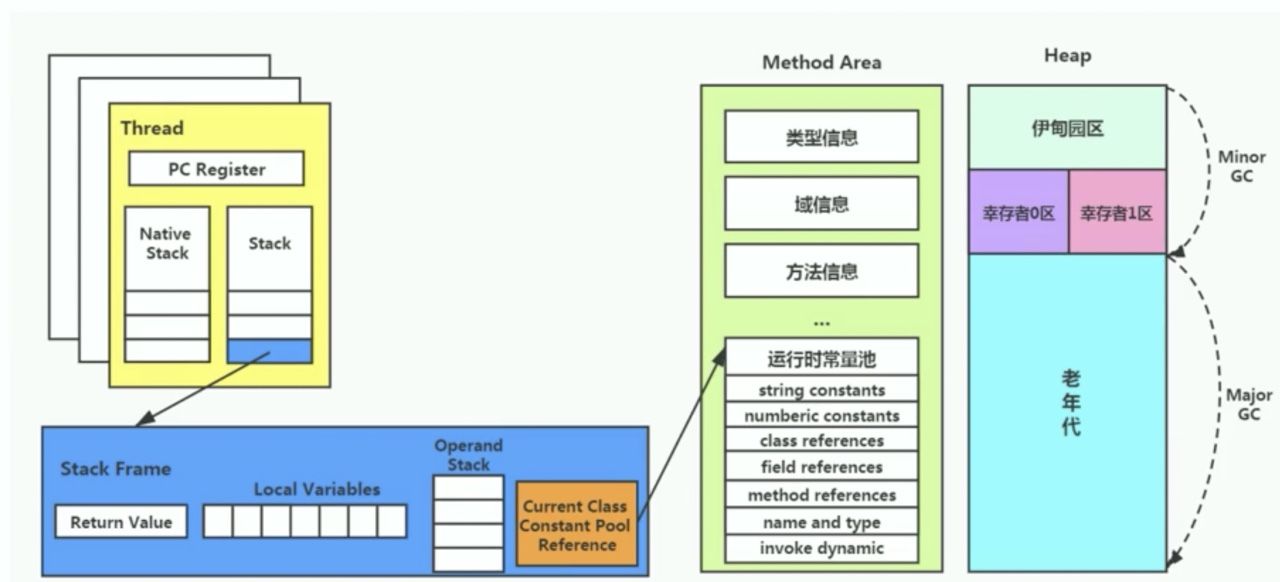 Thread
PC Register
Native
Stack
Stack
Stack Frame
Return Value
Local Variables
Operand
Stack
Current Class
Constant Pool
Reference
Method Area
类型信息
域信息
方法信息
...
运行时常量池
string constants
numberic constants
class references
field references
method references
name and type
invoke dynamic
Heap
伊甸园区
幸存者0区
幸存者1区
老
年
代
Minor
GC
Major
GC